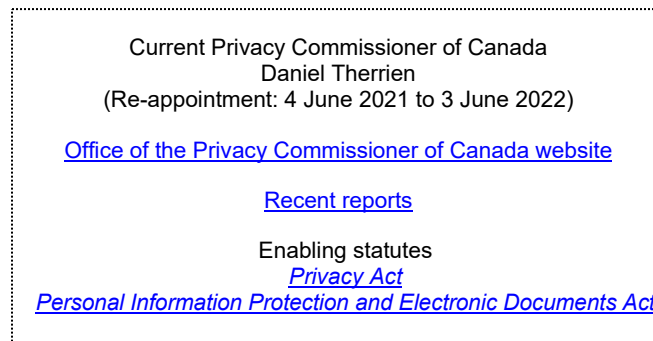 Current Privacy Commissioner of Canada
Daniel Therrien
(Re-appointment: 4 June 2021 to 3 June 2022)
Office of the Privacy Commissioner of Canada website
Recent reports
Enabling statutes
Privacy Act
Personal Information Protection and Electronic Documents Act